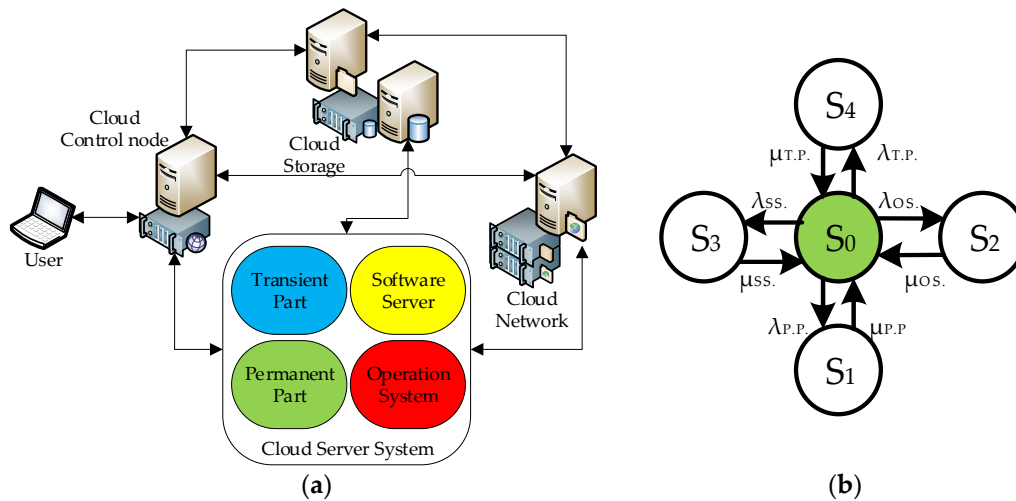 Cloud
Control node
Cloud
Storage
User
Cloud
Network
Transient
Part
Software
Server
Permanent
Part
Operation
System
Cloud Server System
(a)
S4
μT.P.
λT.P.
λSS.
λOS.
S3
S0
S2
μSS.
μOS.
λP.P.
μP.P
S1
(b)